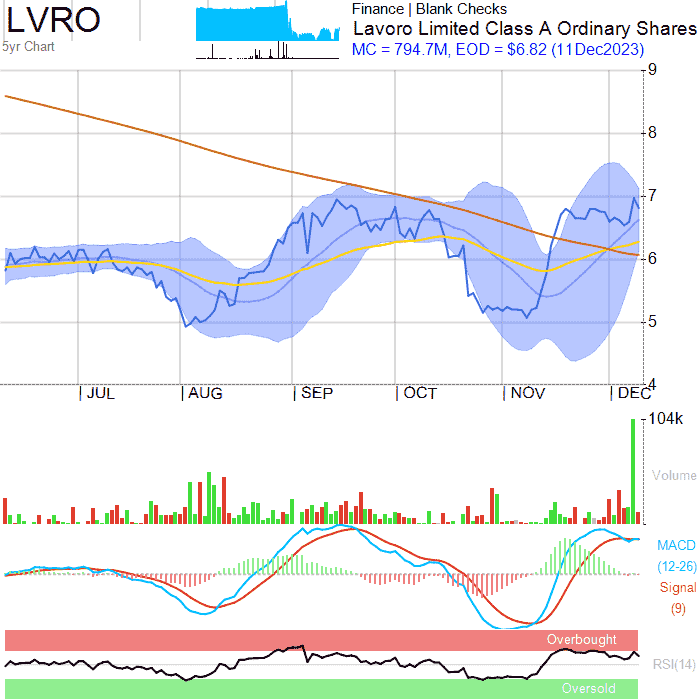 LVRO
5yr Chart
Finance | Blank Checks
Lavoro Limited Class A Ordinary Shares
MC = 794.7M, EOD = $6.82 (11Dec2023)
9
8
7
6
5
4
JUL
AUG
SEP
OCT
NOV
DEC
104k
Volume
MACD
(12-26)
Signal
(9)
Overbought
RSI(14)
Oversold